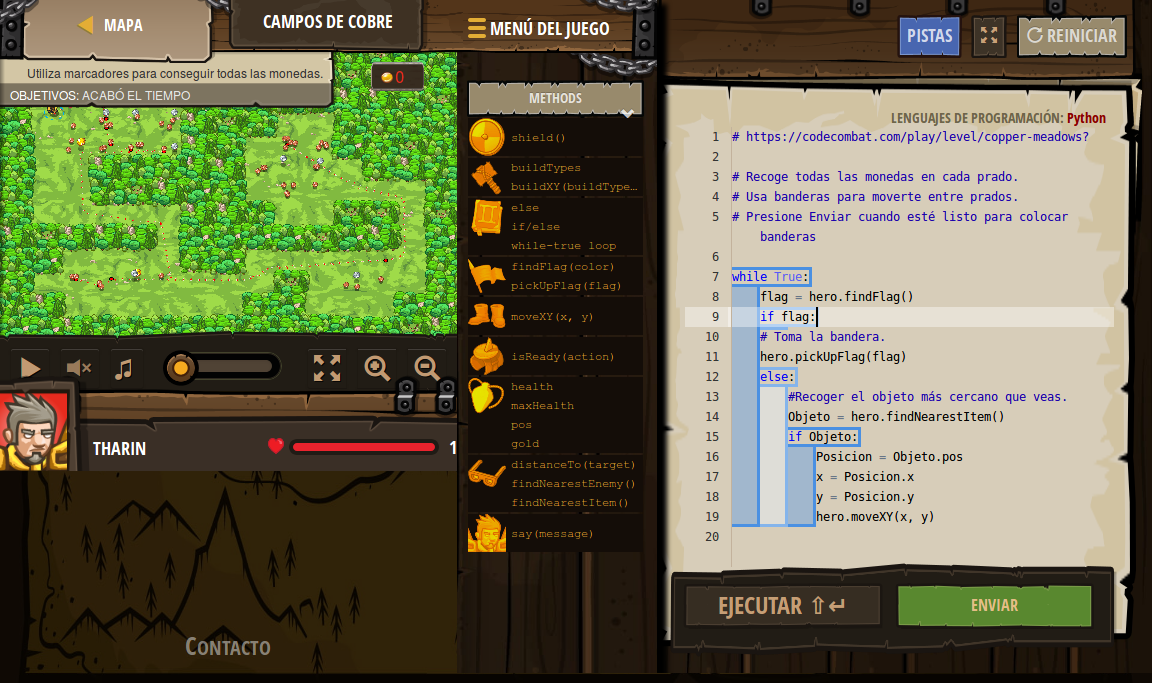 MAPA
CAMPOS DE COBRE
MENÚ DEL JUEGO
PISTAS
REINICIAR
Utiliza marcadores para conseguir todas las monedas.
OBJETIVOS: ACABÓ EL TIEMPO
0
METHODS
shield()
buildTypes
buildXY(buildType…
else
if/else
while-true loop
findFlag(color)
pickUpFlag(flag)
moveXY(x, y)
isReady(action)
health
maxHealth
pos
gold
distanceTo(target)
findNearestEnemy()
findNearestItem()
say(message)
THARIN
1
CONTACTO
LENGUAJES DE PROGRAMACIÓN: Python
1 # https://codecombat.com/play/level/copper-meadows?
2
3 # Recoge todas las monedas en cada prado.
4 # Usa banderas para moverte entre prados.
5 # Presione Enviar cuando esté listo para colocar
banderas
6
7 while True:
8 flag = hero.findFlag()
9 if flag:
10 # Toma la bandera.
11 hero.pickUpFlag(flag)
12 else:
13 #Recoger el objeto más cercano que veas.
14 Objeto = hero.findNearestItem()
15 if Objeto:
16 Posicion = Objeto.pos
17 x = Posicion.x
18 y = Posicion.y
19 hero.moveXY(x, y)
20
EJECUTAR ⇧↵
ENVIAR